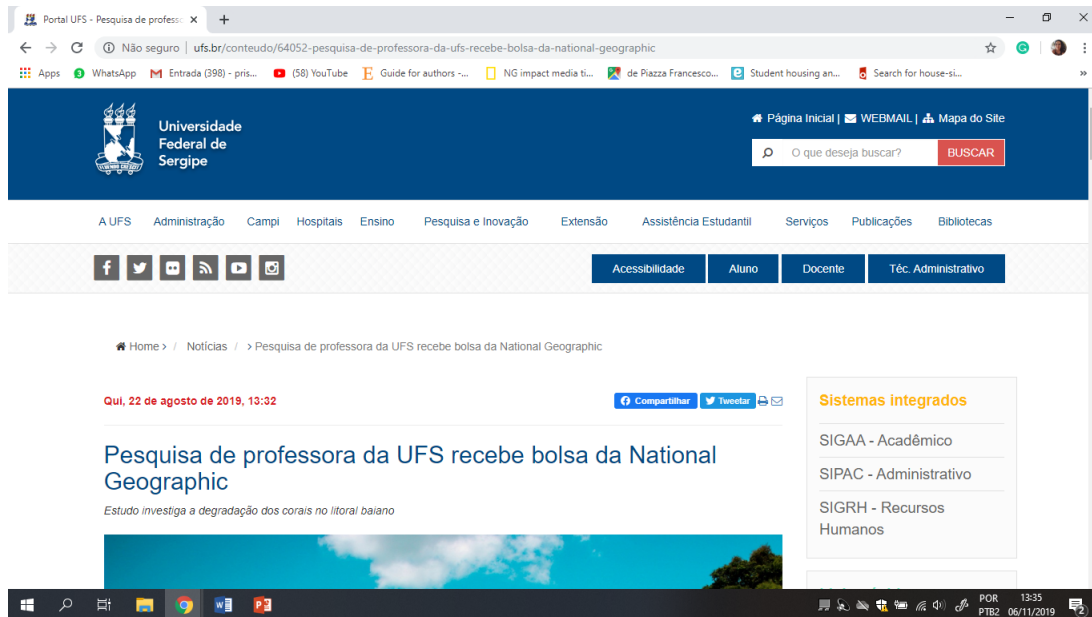 Portal UFS - Pesquisa de profess
Não seguro | ufs.br/conteudo/64052-pesquisa-de-professora-da-ufs-recebe-bolsa-da-national-geographic
Apps WhatsApp Entrada (398) - pris... (58) YouTube Guide for authors -... NG impact media ti... de Piazza Francesco... Student housing an... Search for house-si... »
Universidade
Federal de
Sergipe
Página Inicial | WEBMAIL | Mapa do Site
O que deseja buscar? BUSCAR
A UFS Administração Campi Hospitais Ensino Pesquisa e Inovação Extensão Assistência Estudantil Serviços Publicações Bibliotecas
Acessibilidade Aluno Docente Téc. Administrativo
Home > / Notícias / > Pesquisa de professora da UFS recebe bolsa da National Geographic
Qui, 22 de agosto de 2019, 13:32
Compartilhar Tweetar
Pesquisa de professora da UFS recebe bolsa da National
Geographic
Estudo investiga a degradação dos corais no litoral baiano
Sistemas integrados
SIGAA - Acadêmico
SIPAC - Administrativo
SIGRH - Recursos
Humanos
POR 13:35
PTB2 06/11/2019